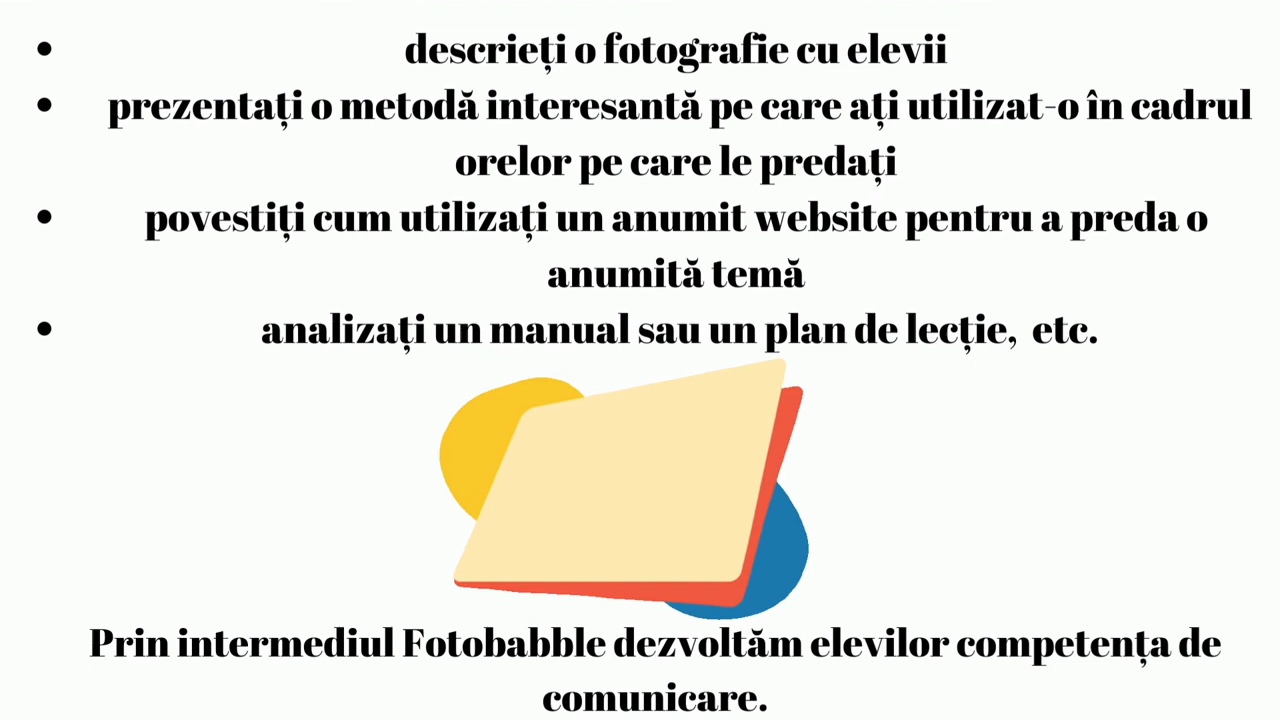 • descrieți o fotografie cu elevii
• prezentați o metodă interesantă pe care ați utilizat-o în cadrul
orelor pe care le predați
• povestiți cum utilizați un anumit website pentru a preda o
anumită temă
• analizați un manual sau un plan de lecție, etc.
Prin intermediul Fotobabble dezvoltăm elevilor competența de
comunicare.